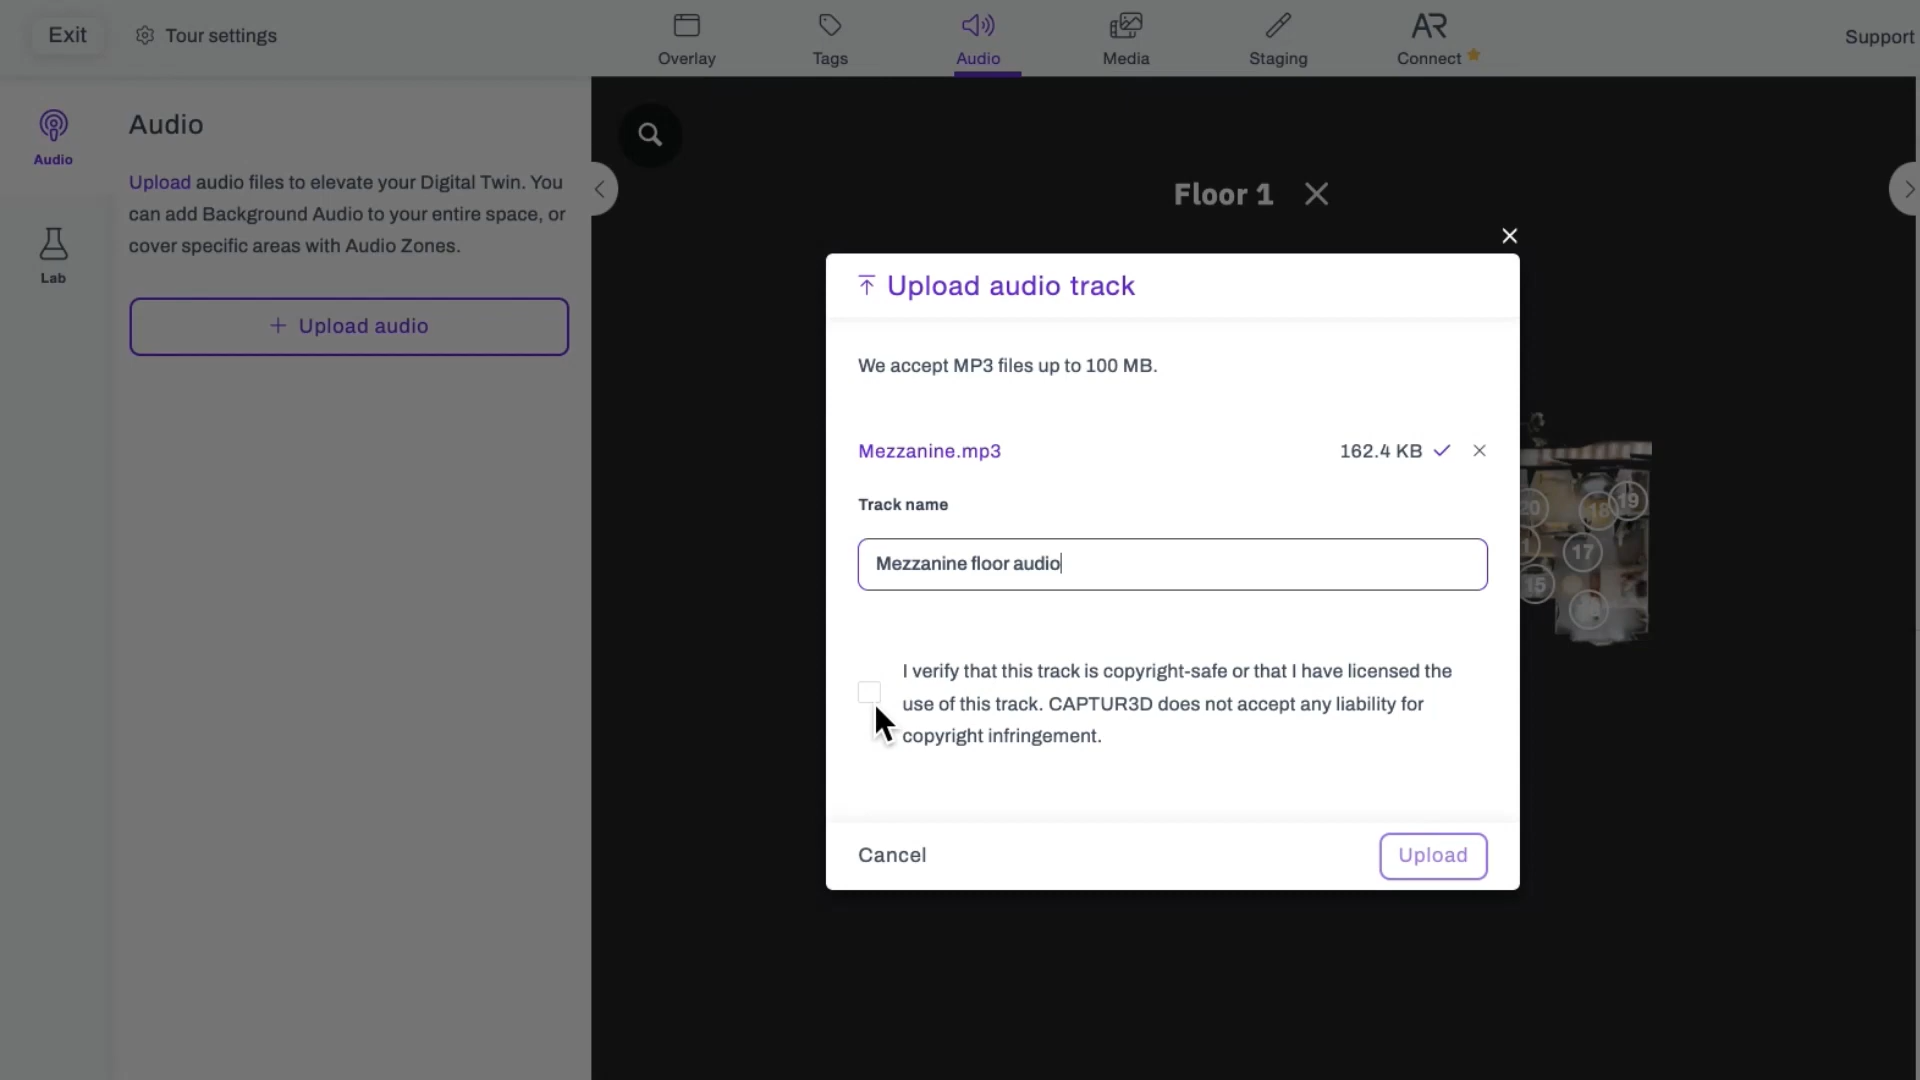 Exit
Tour settings
Overlay
Tags
Audio
Media
Staging
AR
Connect
Support
Audio
Lab
Audio
Upload audio files to elevate your Digital Twin. You
can add Background Audio to your entire space, or
cover specific areas with Audio Zones.
+ Upload audio
Floor 1
Upload audio track
We accept MP3 files up to 100 MB.
Mezzanine.mp3
162.4 KB
Track name
Mezzanine floor audio
I verify that this track is copyright-safe or that I have licensed the
use of this track. CAPTUR3D does not accept any liability for
copyright infringement.
Cancel
Upload
20
18
19
17
15